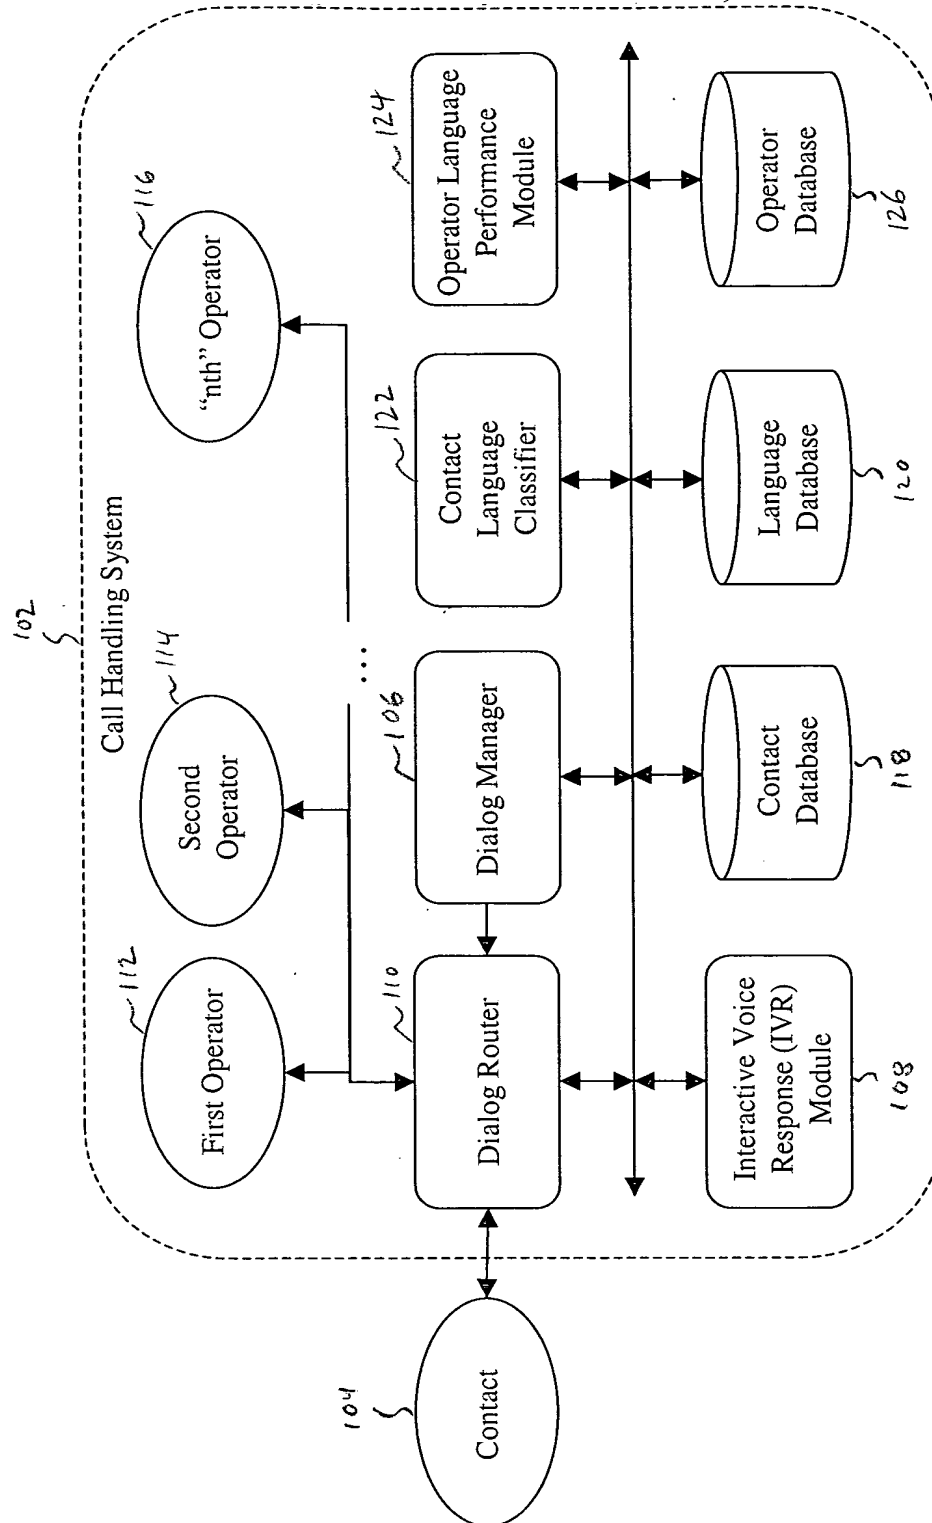 102
Call Handling System
112
First Operator
114
Second
Operator
116
“nth” Operator
...
104
Contact
110
Dialog Router
106
Dialog Manager
122
Contact
Language
Classifier
124
Operator Language
Performance
Module
Interactive Voice
Response (IVR)
Module
108
Contact
Database
118
Language
Database
120
Operator
Database
126